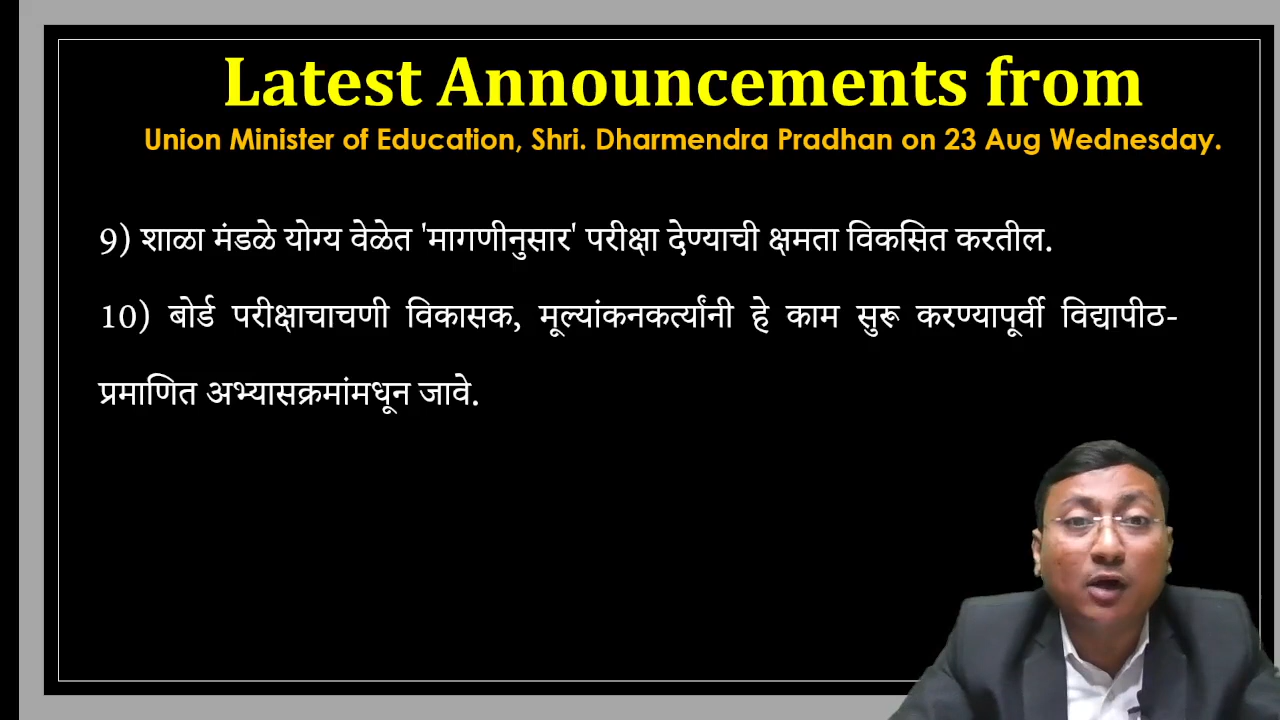 Latest Announcements from
Union Minister of Education, Shri. Dharmendra Pradhan on 23 Aug Wednesday.
9) शाळा मंडळे योग्य वेळेत 'मागणीनुसार' परीक्षा देण्याची क्षमता विकसित करतील.
10) बोर्ड परीक्षाचाचणी विकासक, मूल्यांकनकर्त्यांनी हे काम सुरू करण्यापूर्वी विद्यापीठ-
प्रमाणित अभ्यासक्रमांमधून जावे.